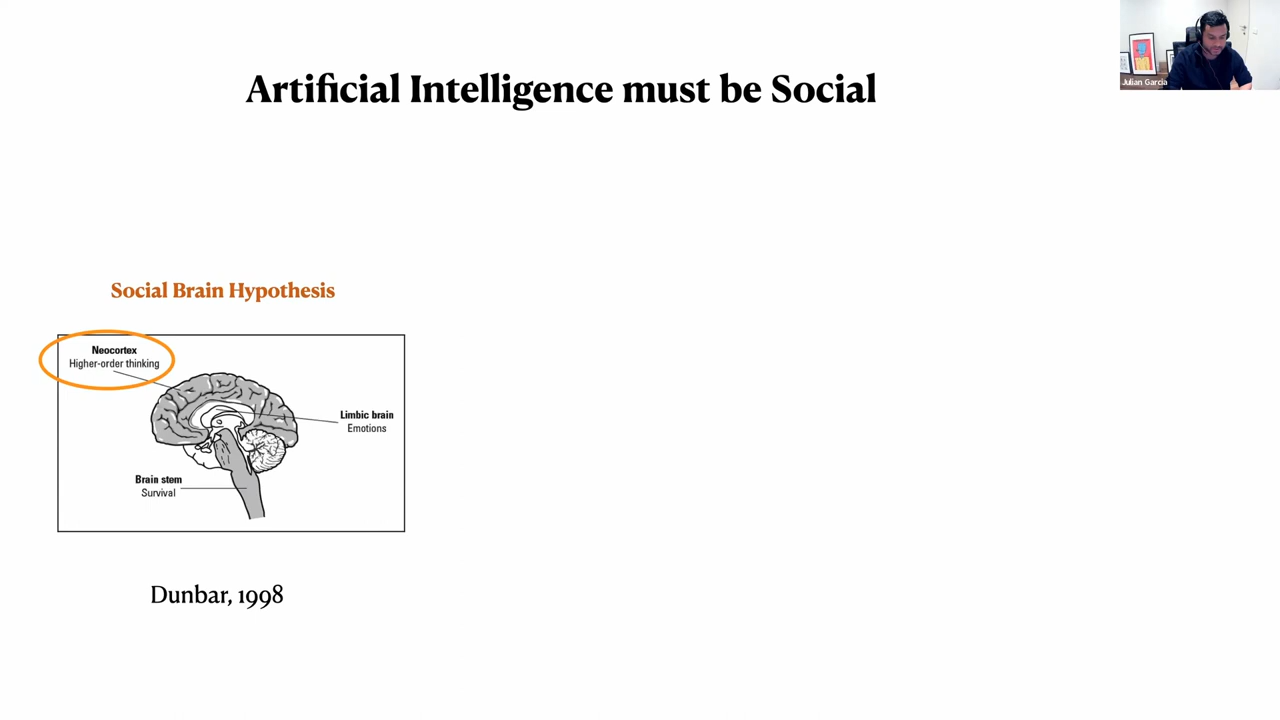 Artificial Intelligence must be Social
Julian Garcia
Social Brain Hypothesis
Neocortex
Higher-order thinking
Limbic brain
Emotions
Brain stem
Survival
Dunbar, 1998